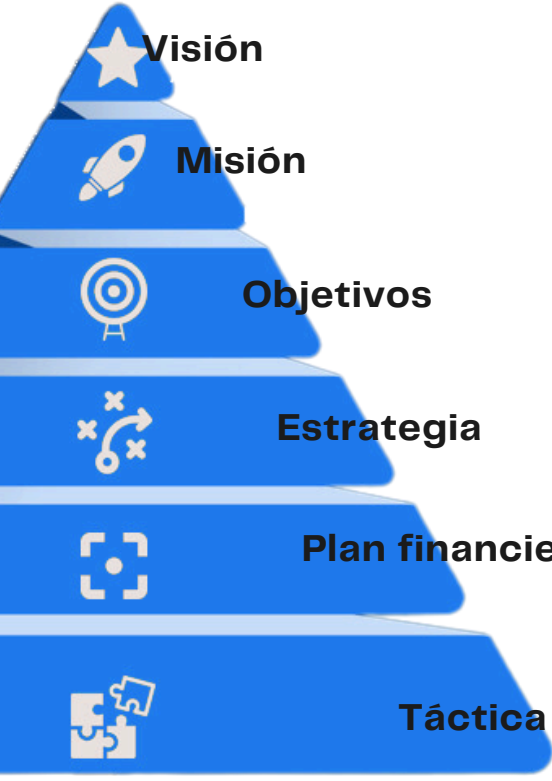 Visión
Misión
Objetivos
Estrategia
Plan financie
Táctica